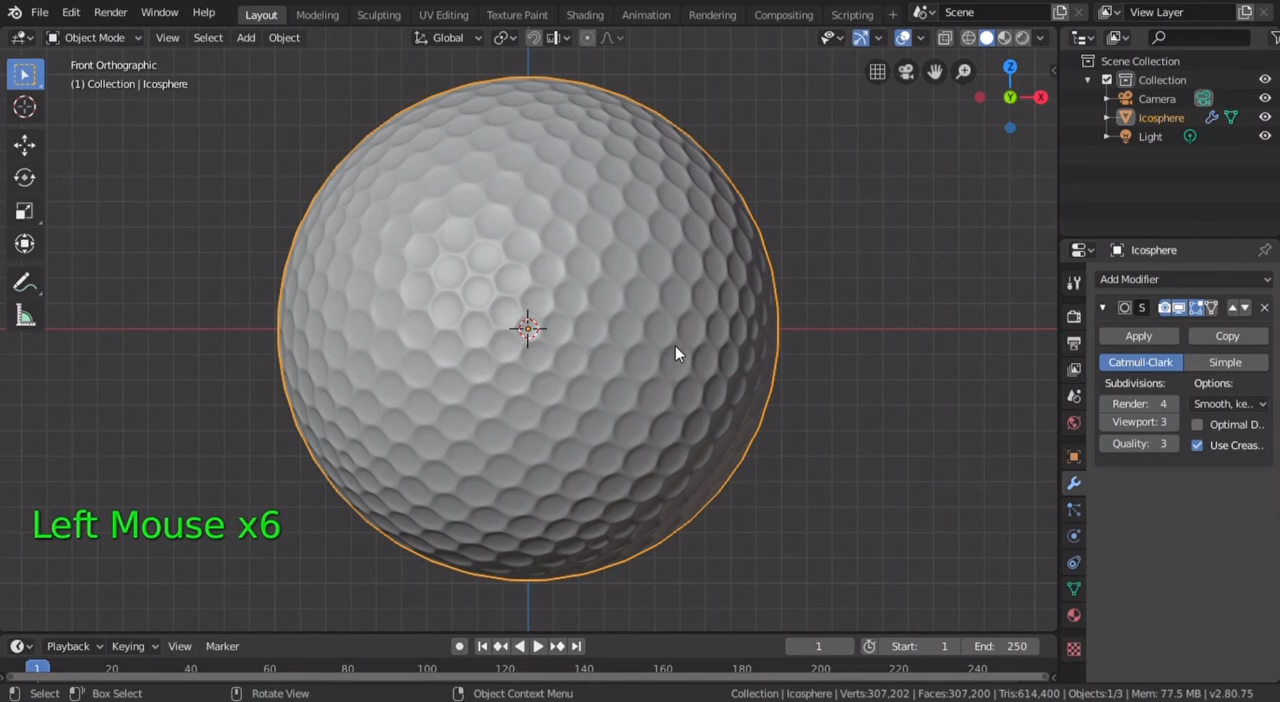 File Edit Render Window Help Layout Modeling Sculpting UV Editing Texture Paint Shading Animation Rendering Compositing Scripting + Scene View Layer
Object Mode View Select Add Object Global
Front Orthographic
(1) Collection | Icosphere
Z
Y
X
Scene Collection
Collection
Camera
Icosphere
Light
Icosphere
Add Modifier
S
Apply Copy
Catmull-Clark Simple
Subdivisions: Options:
Render: 4 Smooth, ke..
Viewport: 3 Optimal D..
Quality: 3 Use Creas..
Left Mouse x6
Playback Keying View Marker 1 Start: 1 End: 250
1 20 40 60 80 100 120 140 160 180 200 220 240
Select Box Select Rotate View Object Context Menu Collection | Icosphere | Verts:307,202 | Faces:307,200 | Tris:614,400 | Objects:1/3 | Mem: 77.5 MB | v2.80.75